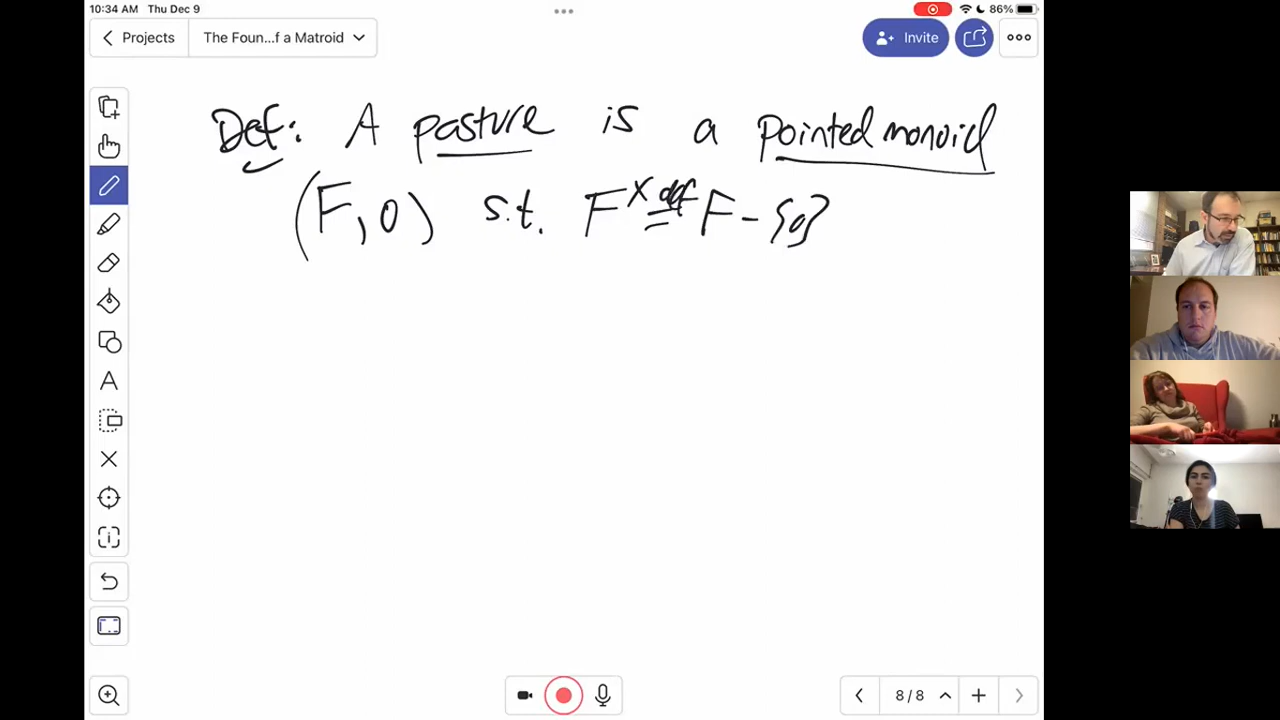 10:34 AM Thu Dec 9
86%
Projects
The Foun...f a Matroid
Invite
Def: A pasture is a pointed monoid
(F, 0) s.t. F^× def= F - {0}
A
8/8